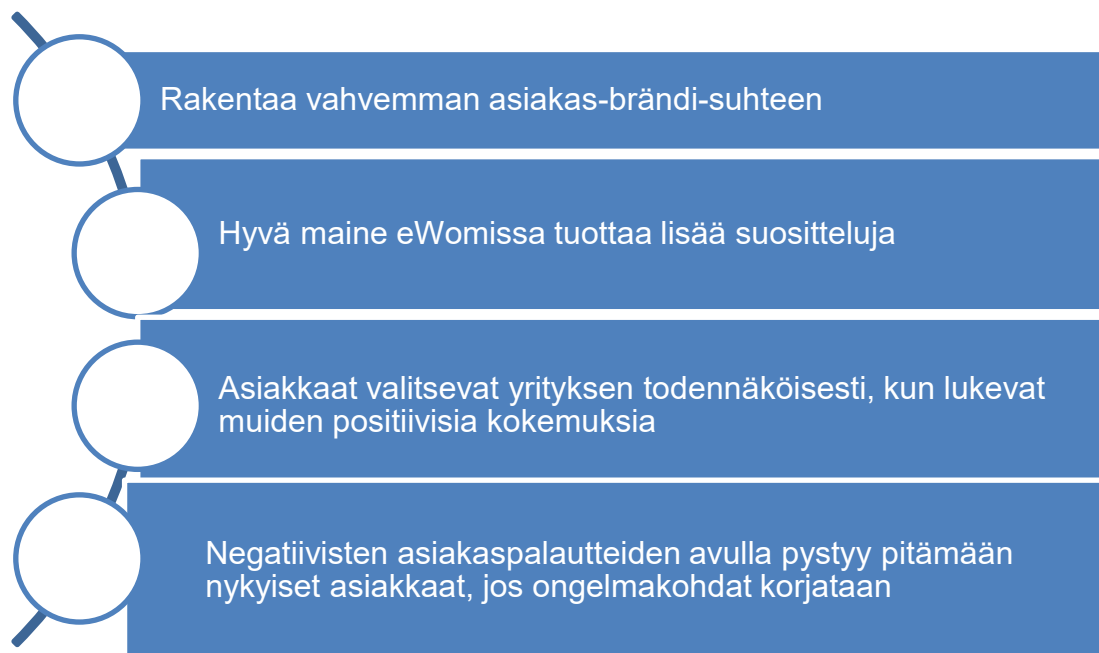 Rakentaa vahvemman asiakas-brändi-suhteen
Hyvä maine eWomissa tuottaa lisää suositteluja
Asiakkaat valitsevat yrityksen todennäköisesti, kun lukevat
muiden positiivisia kokemuksia
Negatiivisten asiakaspalautteiden avulla pystyy pitämään
nykyiset asiakkaat, jos ongelmakohdat korjataan